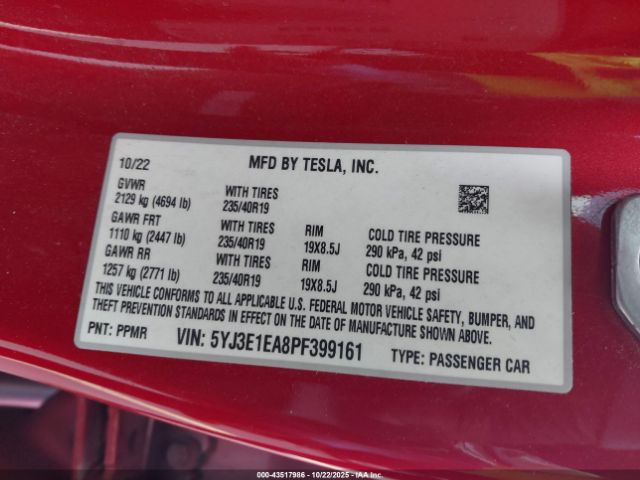 10/22 MFD BY TESLA, INC.
GVWR WITH TIRES
2129 kg (4694 lb) 235/40R19
GAWR FRT WITH TIRES RIM COLD TIRE PRESSURE
1110 kg (2447 lb) 235/40R19 19X8.5J 290 kPa, 42 psi
GAWR RR WITH TIRES RIM COLD TIRE PRESSURE
1257 kg (2771 lb) 235/40R19 19X8.5J 290 kPa, 42 psi
THIS VEHICLE CONFORMS TO ALL APPLICABLE U.S. FEDERAL MOTOR VEHICLE SAFETY, BUMPER, AND
THEFT PREVENTION STANDARDS IN EFFECT ON THE DATE OF MANUFACTURE SHOWN ABOVE.
PNT: PPMR VIN: 5YJ3E1EA8PF399161 TYPE: PASSENGER CAR
000-43517986 - 10/22/2025 - IAA Inc.